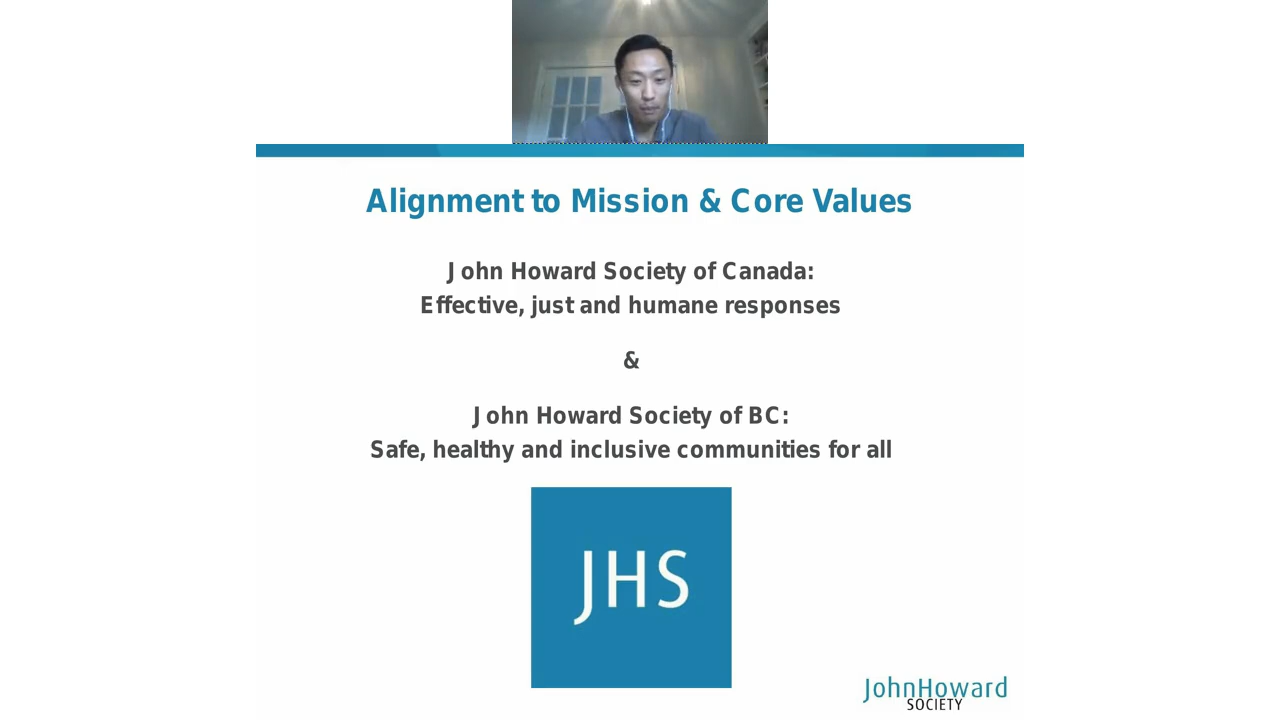 Alignment to Mission & Core Values
John Howard Society of Canada:
Effective, just and humane responses
&
John Howard Society of BC:
Safe, healthy and inclusive communities for all
JHS
JohnHoward
SOCIETY